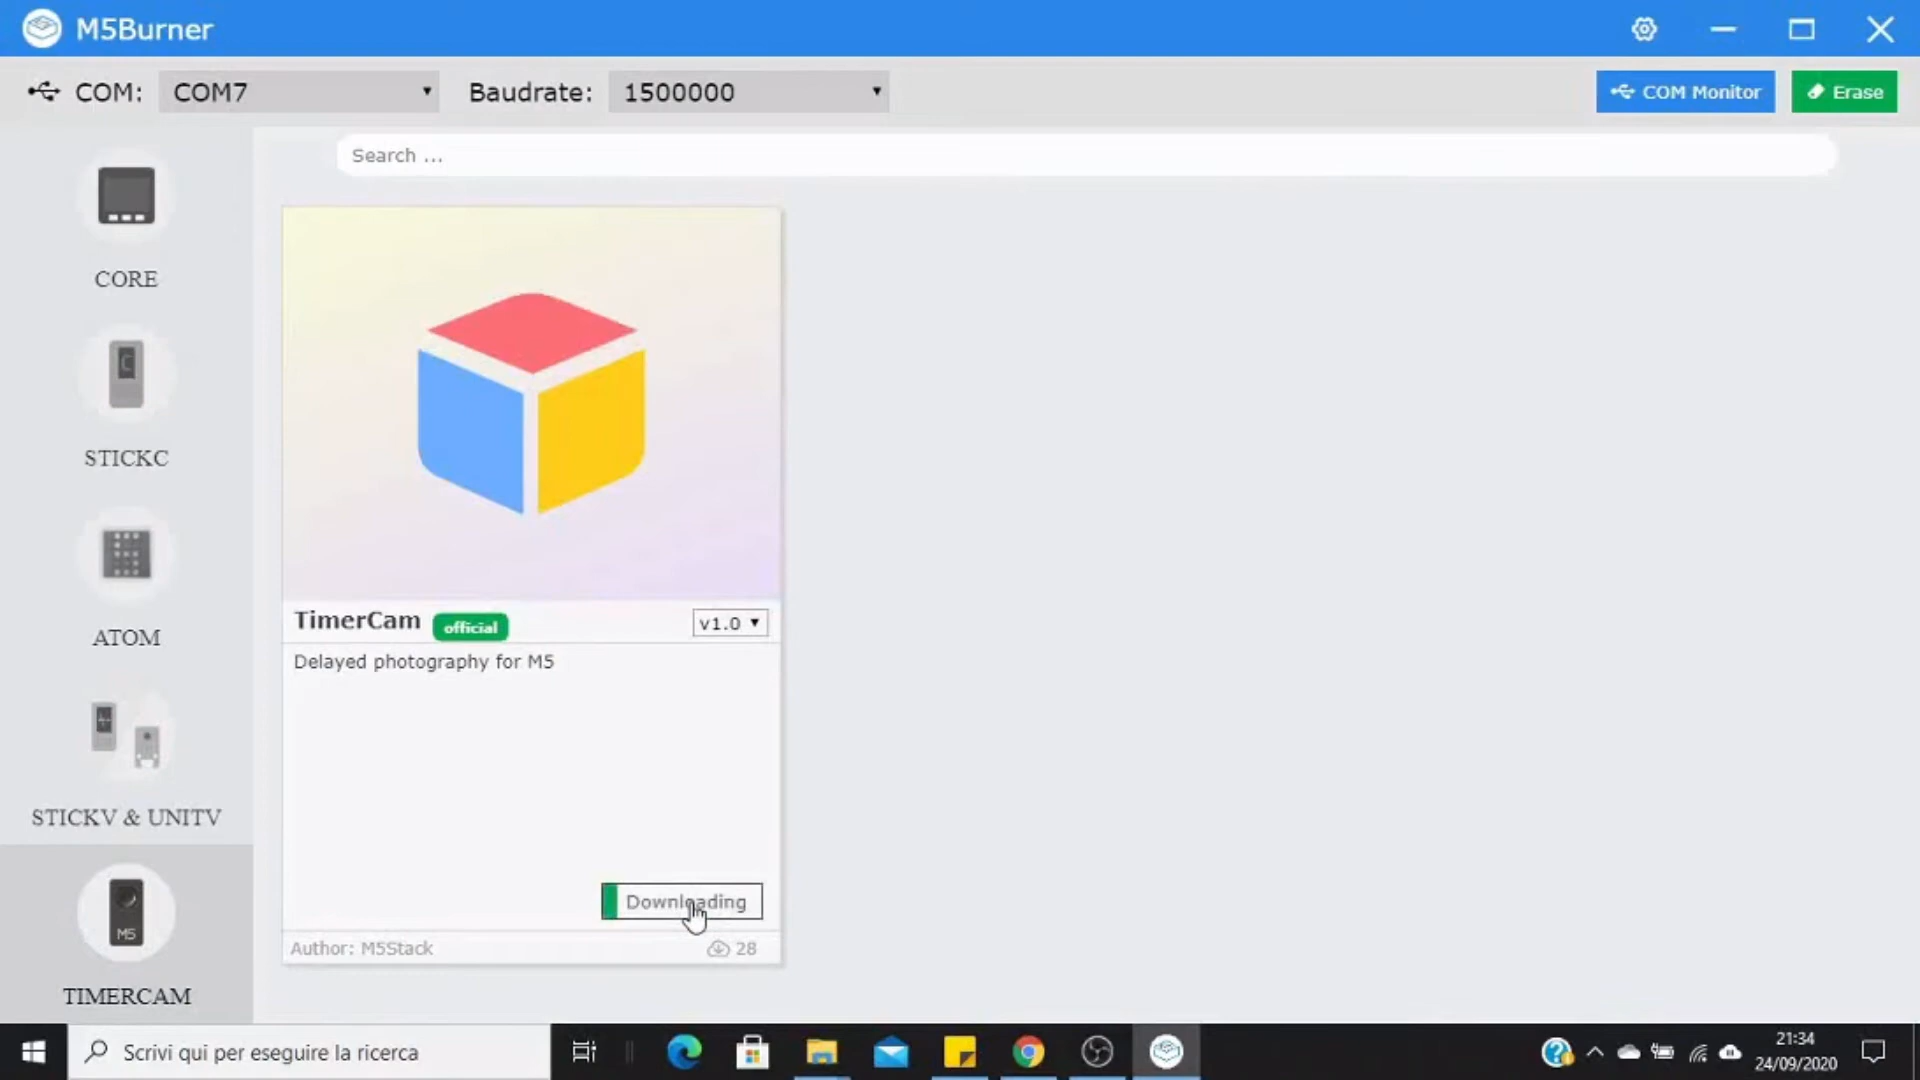 M5Burner
COM: COM7 Baudrate: 1500000 COM Monitor Erase
Search ...
CORE
STICKC
ATOM
STICKV & UNITV
M5
TIMERCAM
TimerCam official v1.0
Delayed photography for M5
Downloading
Author: M5Stack 28
Scrivi qui per eseguire la ricerca
21:34
24/09/2020